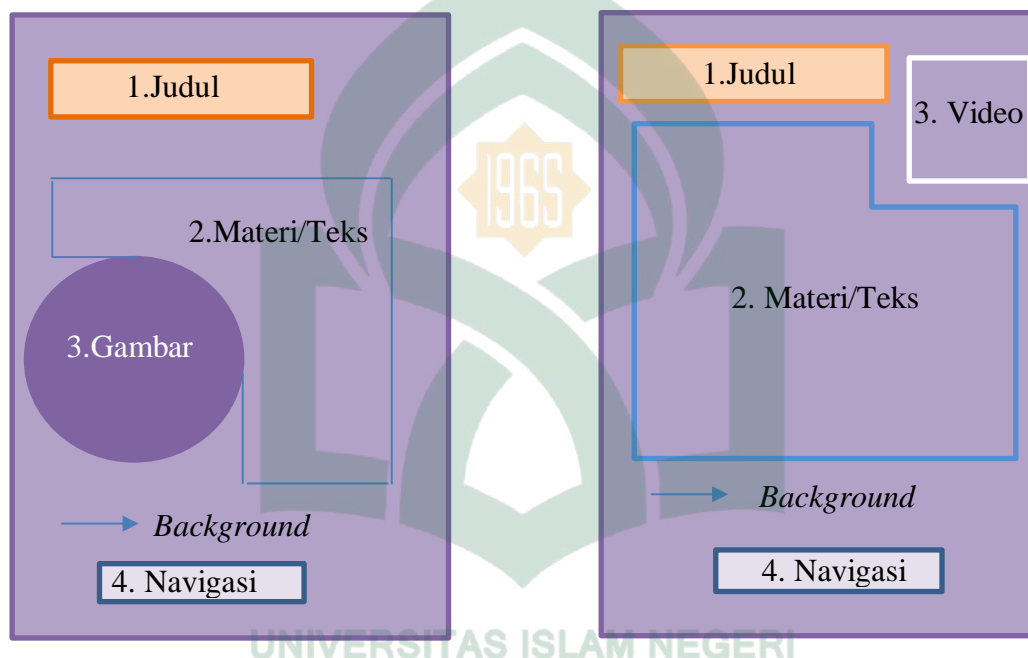 1.Judul
2.Materi/Teks
3.Gambar
Background
4. Navigasi
1.Judul
3. Video
2. Materi/Teks
Background
4. Navigasi
1965
UNIVERSITAS ISLAM NEGERI